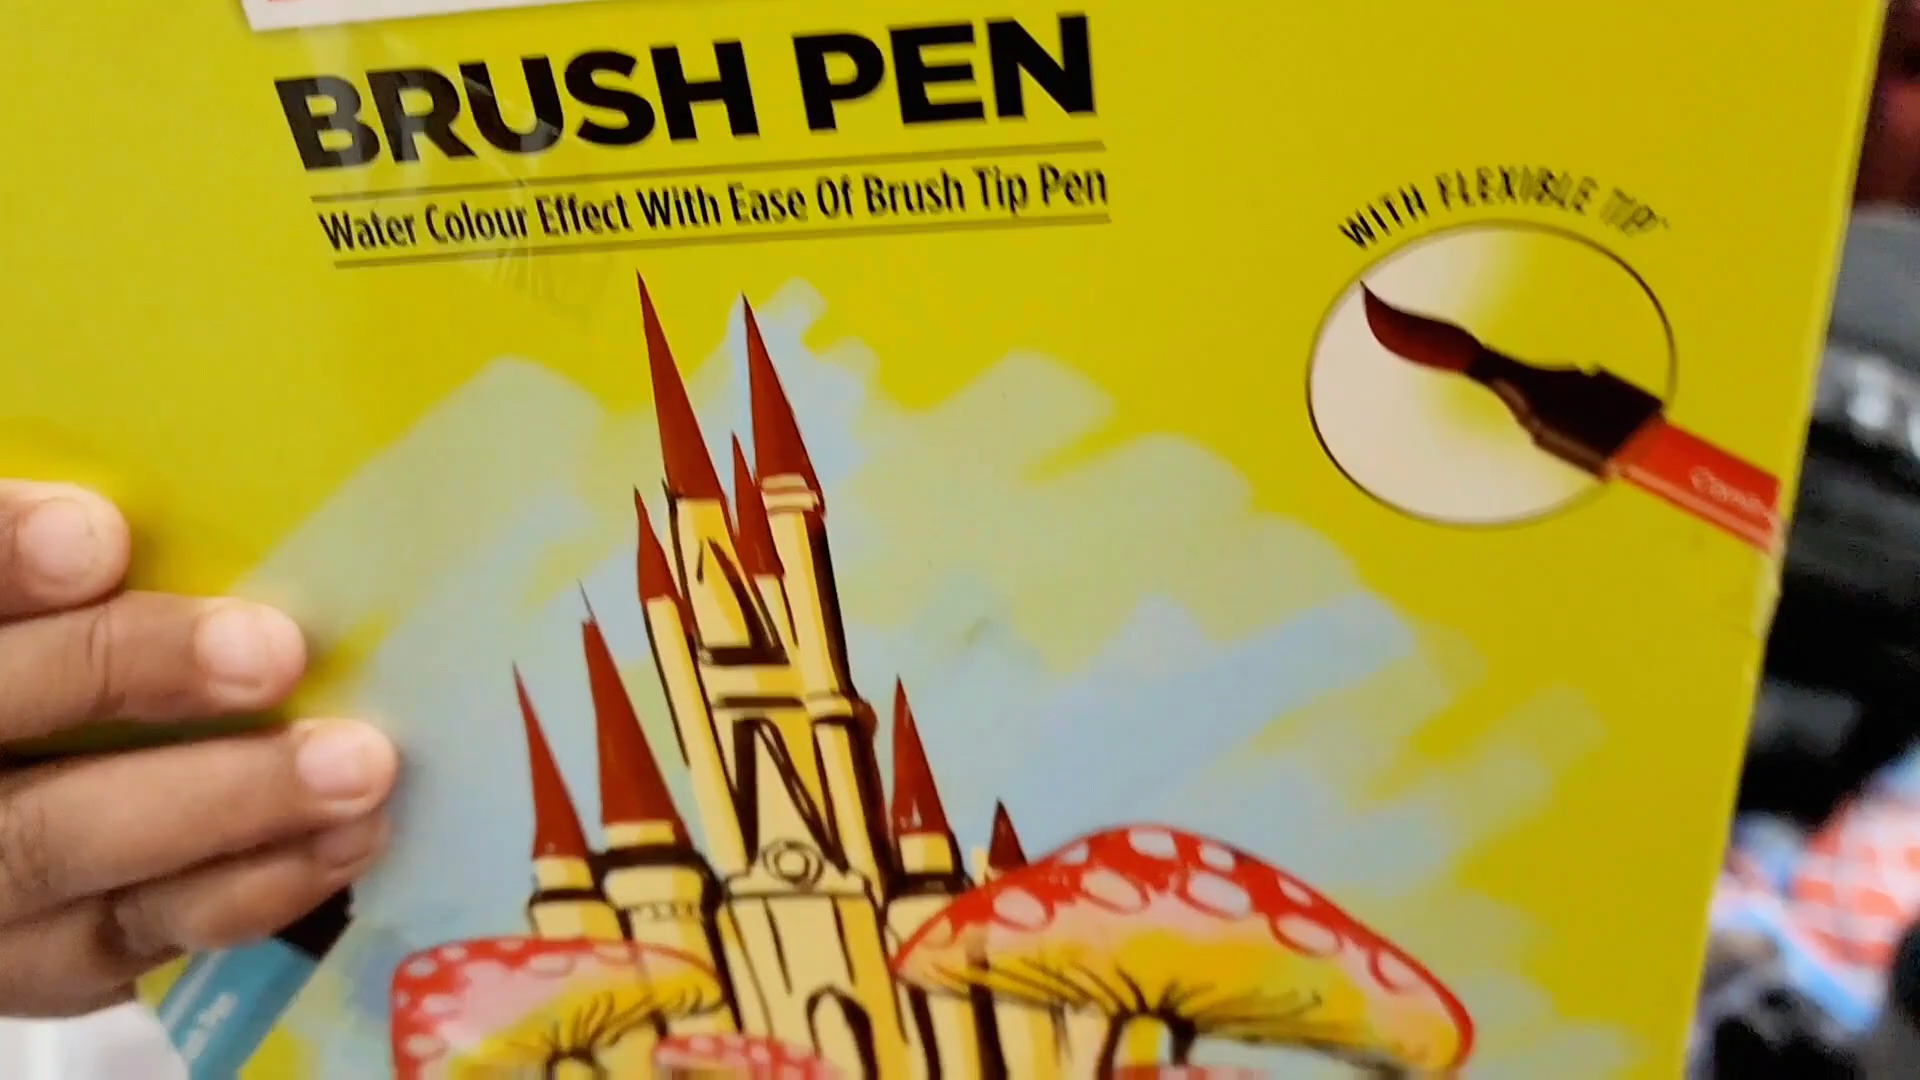 BRUSH PEN
Water Colour Effect With Ease Of Brush Tip Pen
WITH FLEXIBLE TIP